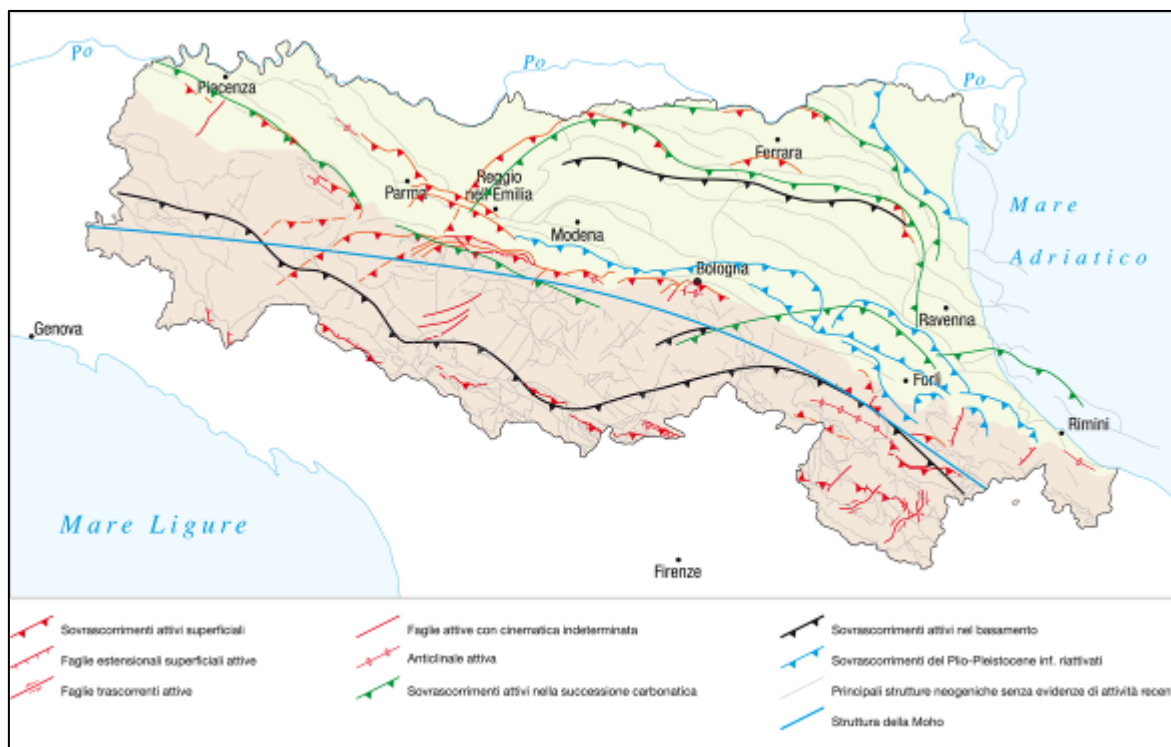 Po
Po
Po
Piacenza
Ferrara
Parma
Reggio
nell'Emilia
Modena
Mare
Adriatico
Bologna
Ravenna
Genova
Forlì
Rimini
Mare Ligure
Firenze
Sovrascorrimenti attivi superficiali
Faglie estensionali superficiali attive
Faglie trascorrenti attive
Faglie attive con cinematica indeterminata
Anticlinale attiva
Sovrascorrimenti attivi nella successione carbonatica
Sovrascorrimenti attivi nel basamento
Sovrascorrimenti del Plio-Pleistocene inf. riattivati
Principali strutture neogeniche senza evidenze di attività recen
Struttura della Moho